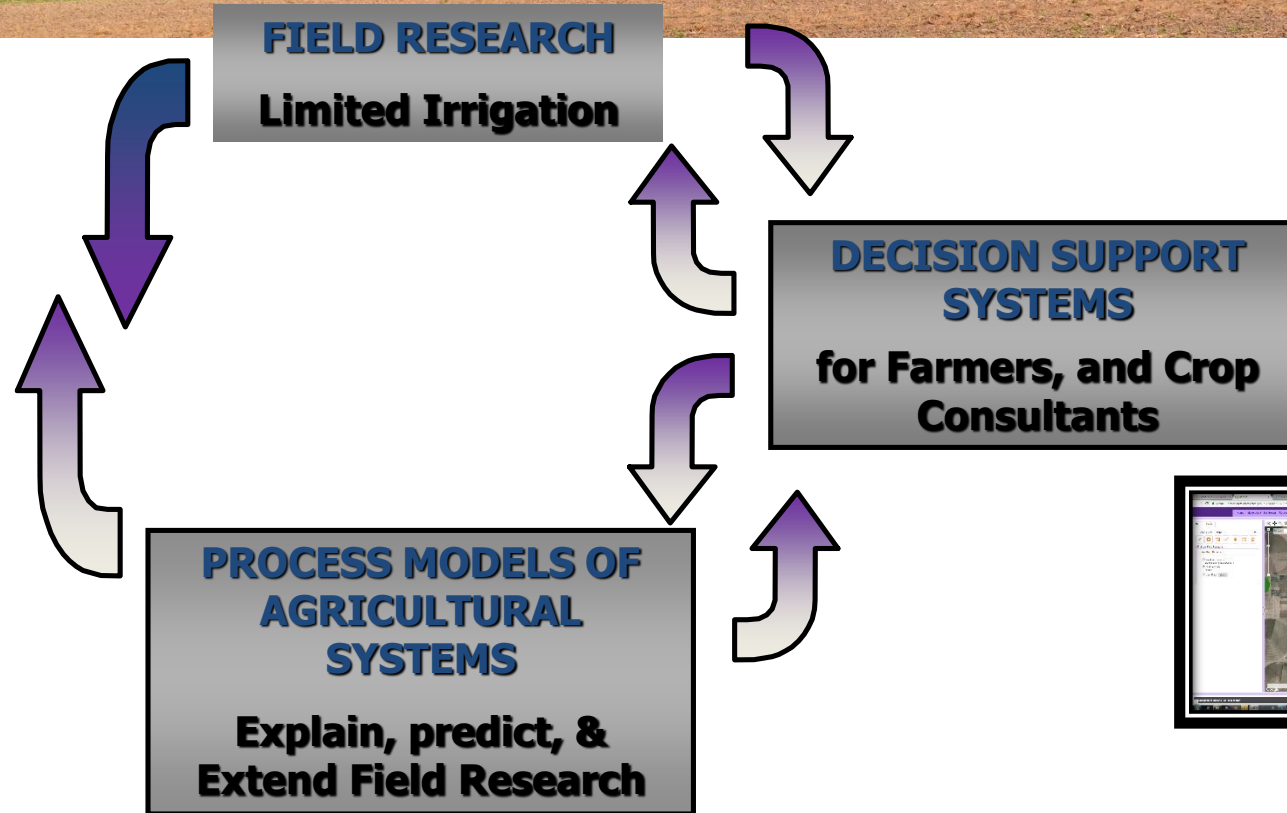 FIELD RESEARCH
Limited Irrigation
DECISION SUPPORT
SYSTEMS
for Farmers, and Crop
Consultants
PROCESS MODELS OF
AGRICULTURAL
SYSTEMS
Explain, predict, &
Extend Field Research